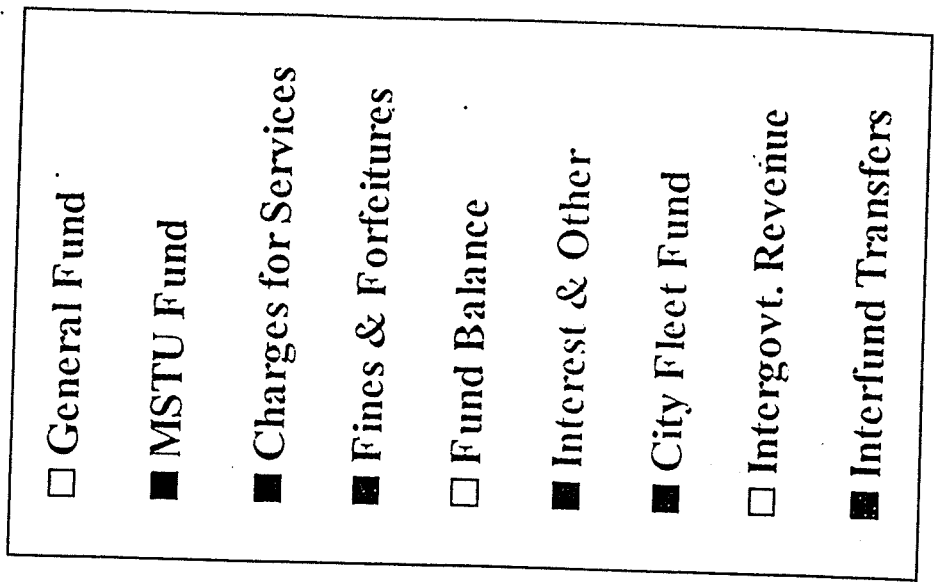 General Fund
MSTU Fund
Charges for Services
Fines & Forfeitures
Fund Balance
Interest & Other
City Fleet Fund
Intergovt. Revenue
Interfund Transfers